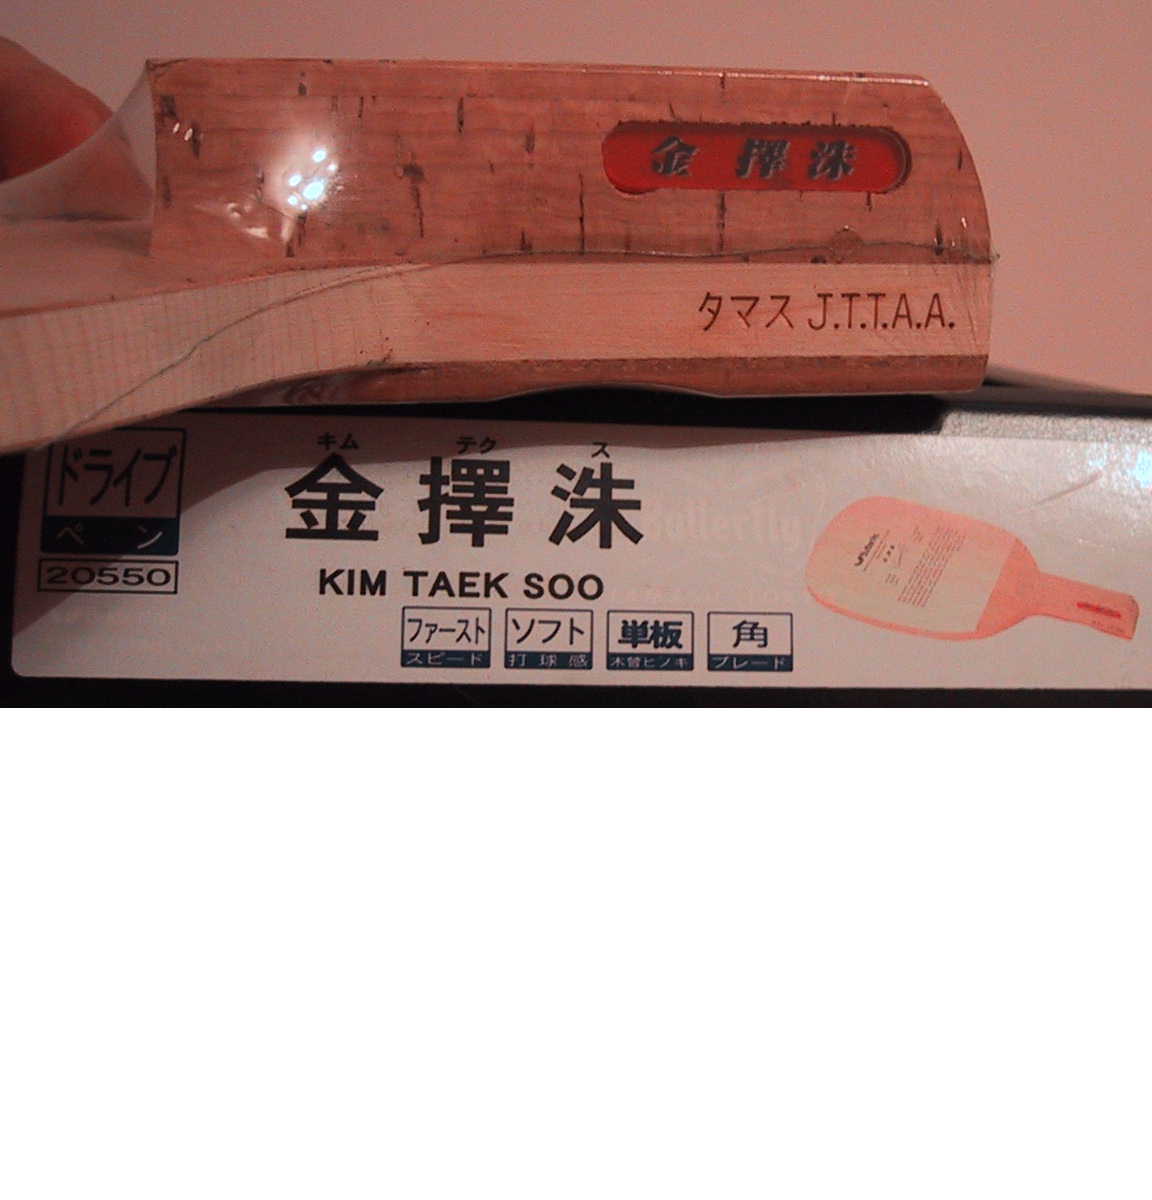 金擇洙
タマス J.T.T.A.A.
ドライブ
ペン
20550
キム テク ス
金擇洙
Butterfly
KIM TAEK SOO
ファースト ソフト 単板 角
スピード 打球感 木曽ヒノキ ブレード